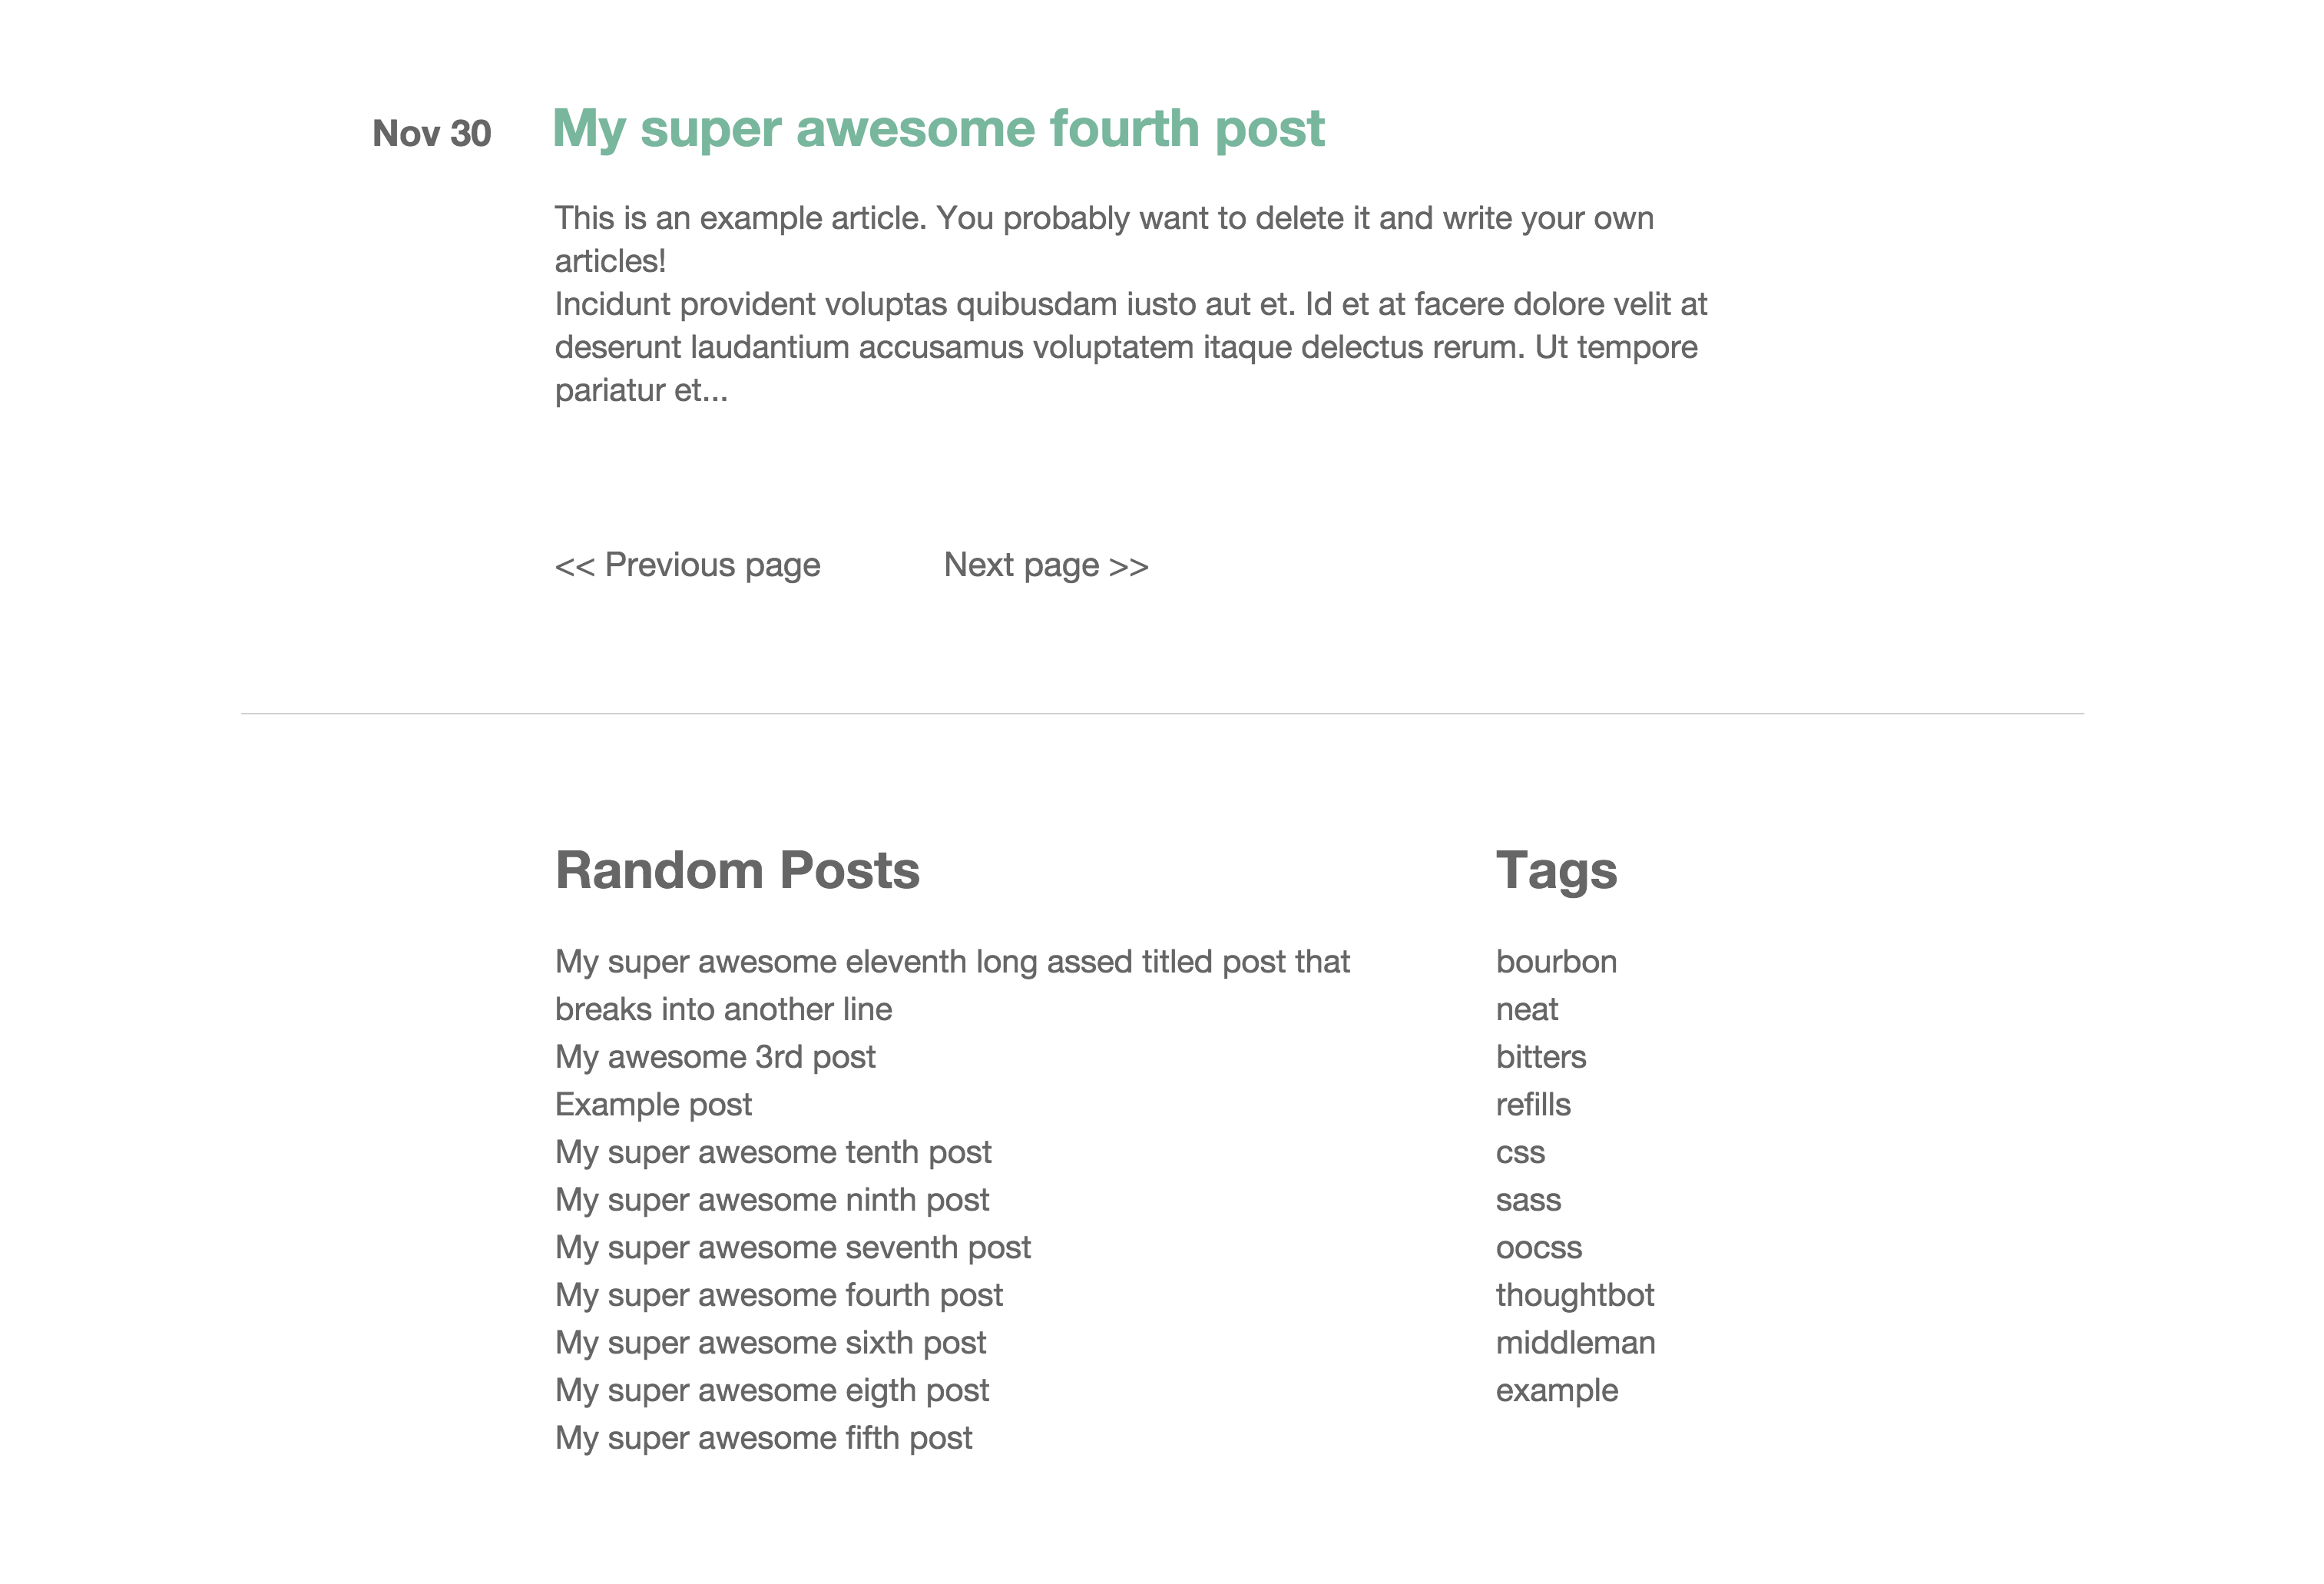 Nov 30 My super awesome fourth post
This is an example article. You probably want to delete it and write your own
articles!
Incidunt provident voluptas quibusdam iusto aut et. Id et at facere dolore velit at
deserunt laudantium accusamus voluptatem itaque delectus rerum. Ut tempore
pariatur et...
<< Previous page Next page >>
Random Posts
My super awesome eleventh long assed titled post that
breaks into another line
My awesome 3rd post
Example post
My super awesome tenth post
My super awesome ninth post
My super awesome seventh post
My super awesome fourth post
My super awesome sixth post
My super awesome eigth post
My super awesome fifth post
Tags
bourbon
neat
bitters
refills
css
sass
oocss
thoughtbot
middleman
example